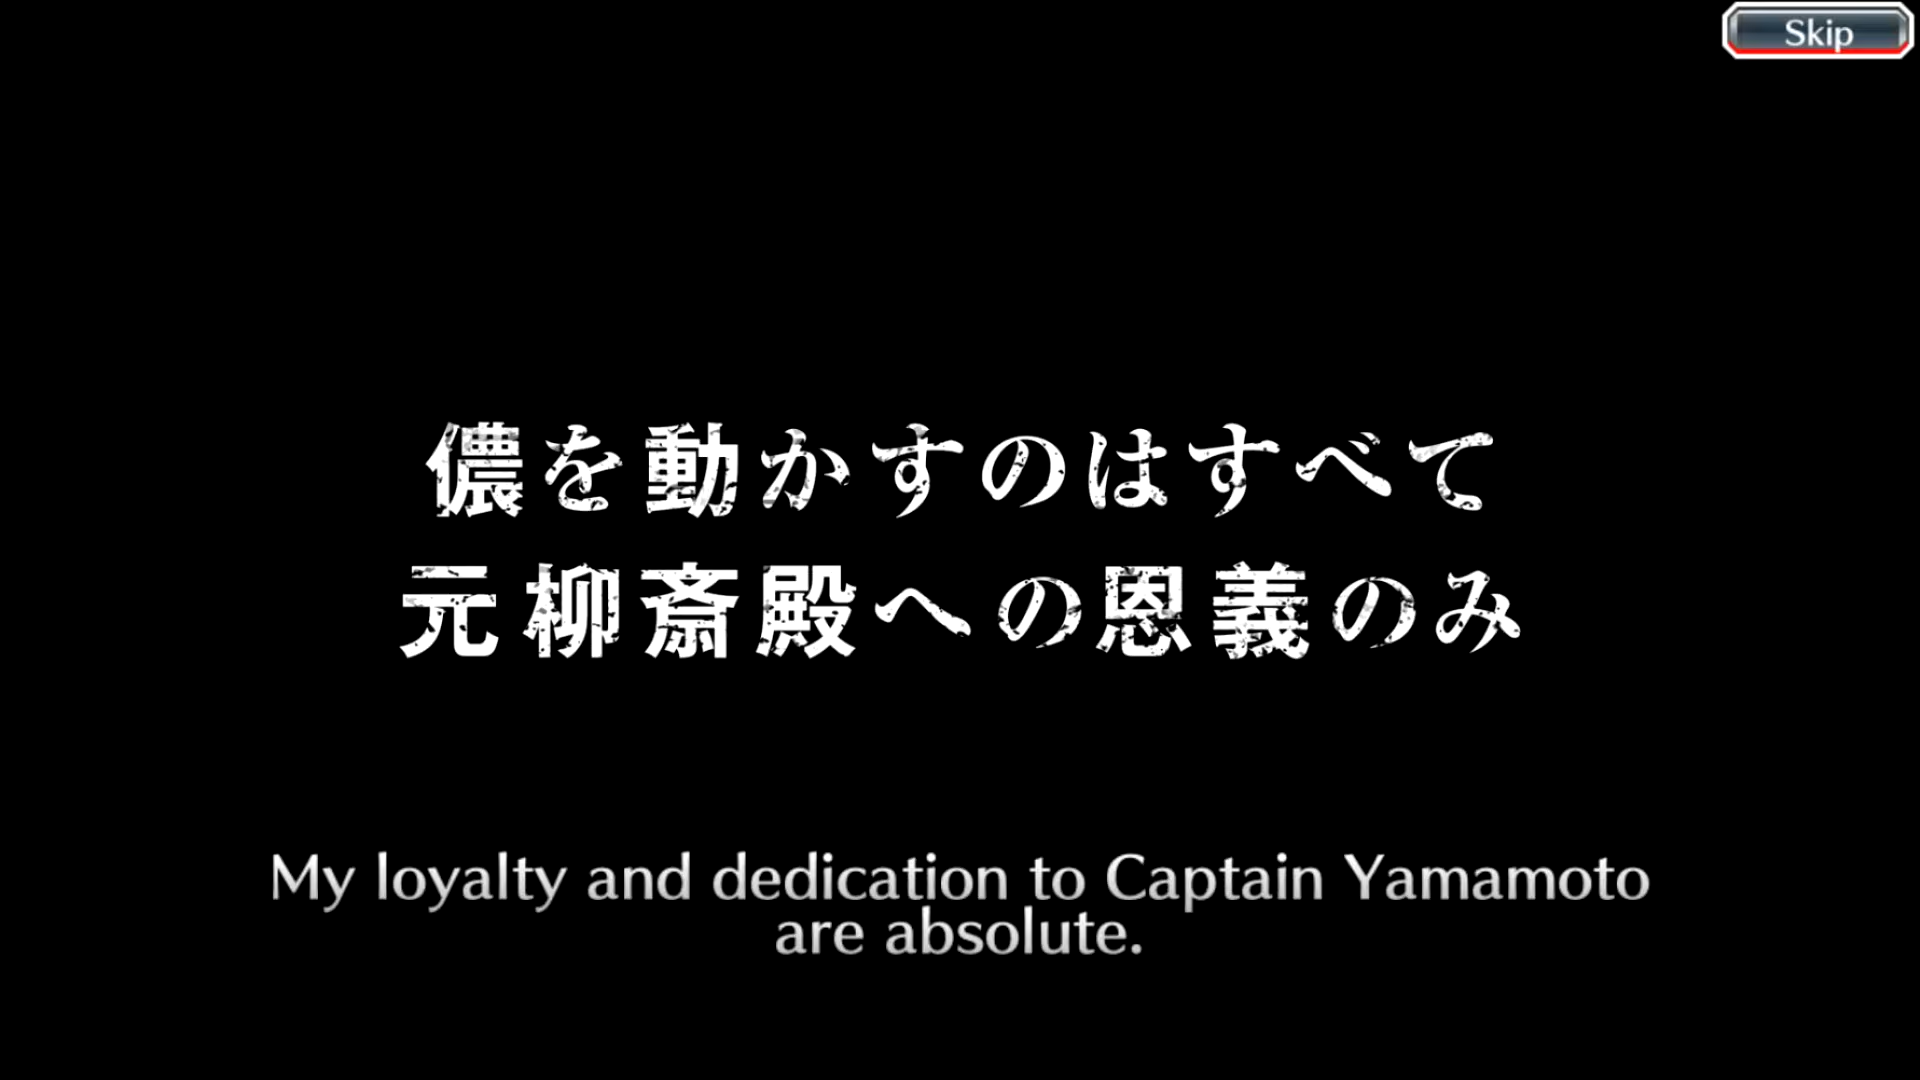 Skip
儂を動かすのはすべて
元柳斎殿への恩義のみ
My loyalty and dedication to Captain Yamamoto
are absolute.